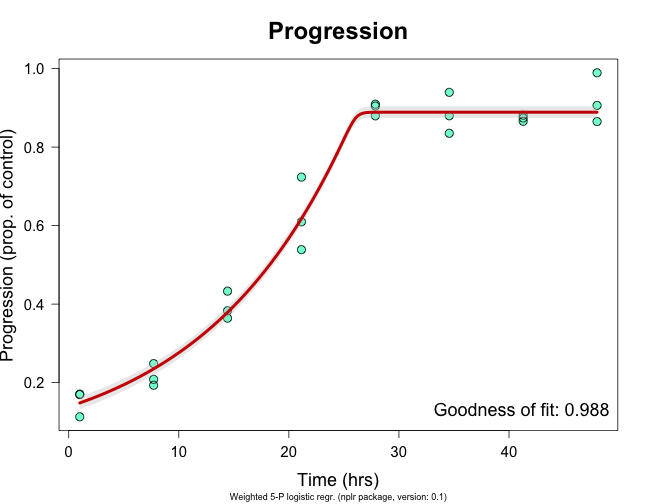 Progression
1.0
0.8
0.6
0.4
0.2
Progression (prop. of control)
Goodness of fit: 0.988
0 10 20 30 40
Time (hrs)
Weighted 5-P logistic regr. (nplr package, version: 0.1)